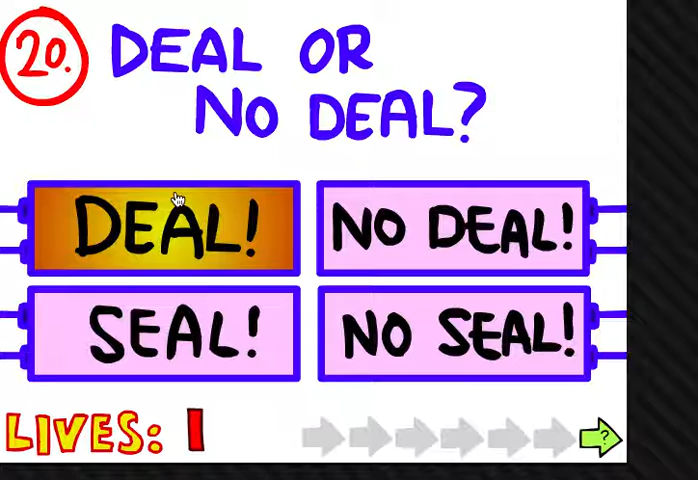 20.
DEAL OR
NO DEAL?
DEAL!
NO DEAL!
SEAL!
NO SEAL!
LIVES: 1
?